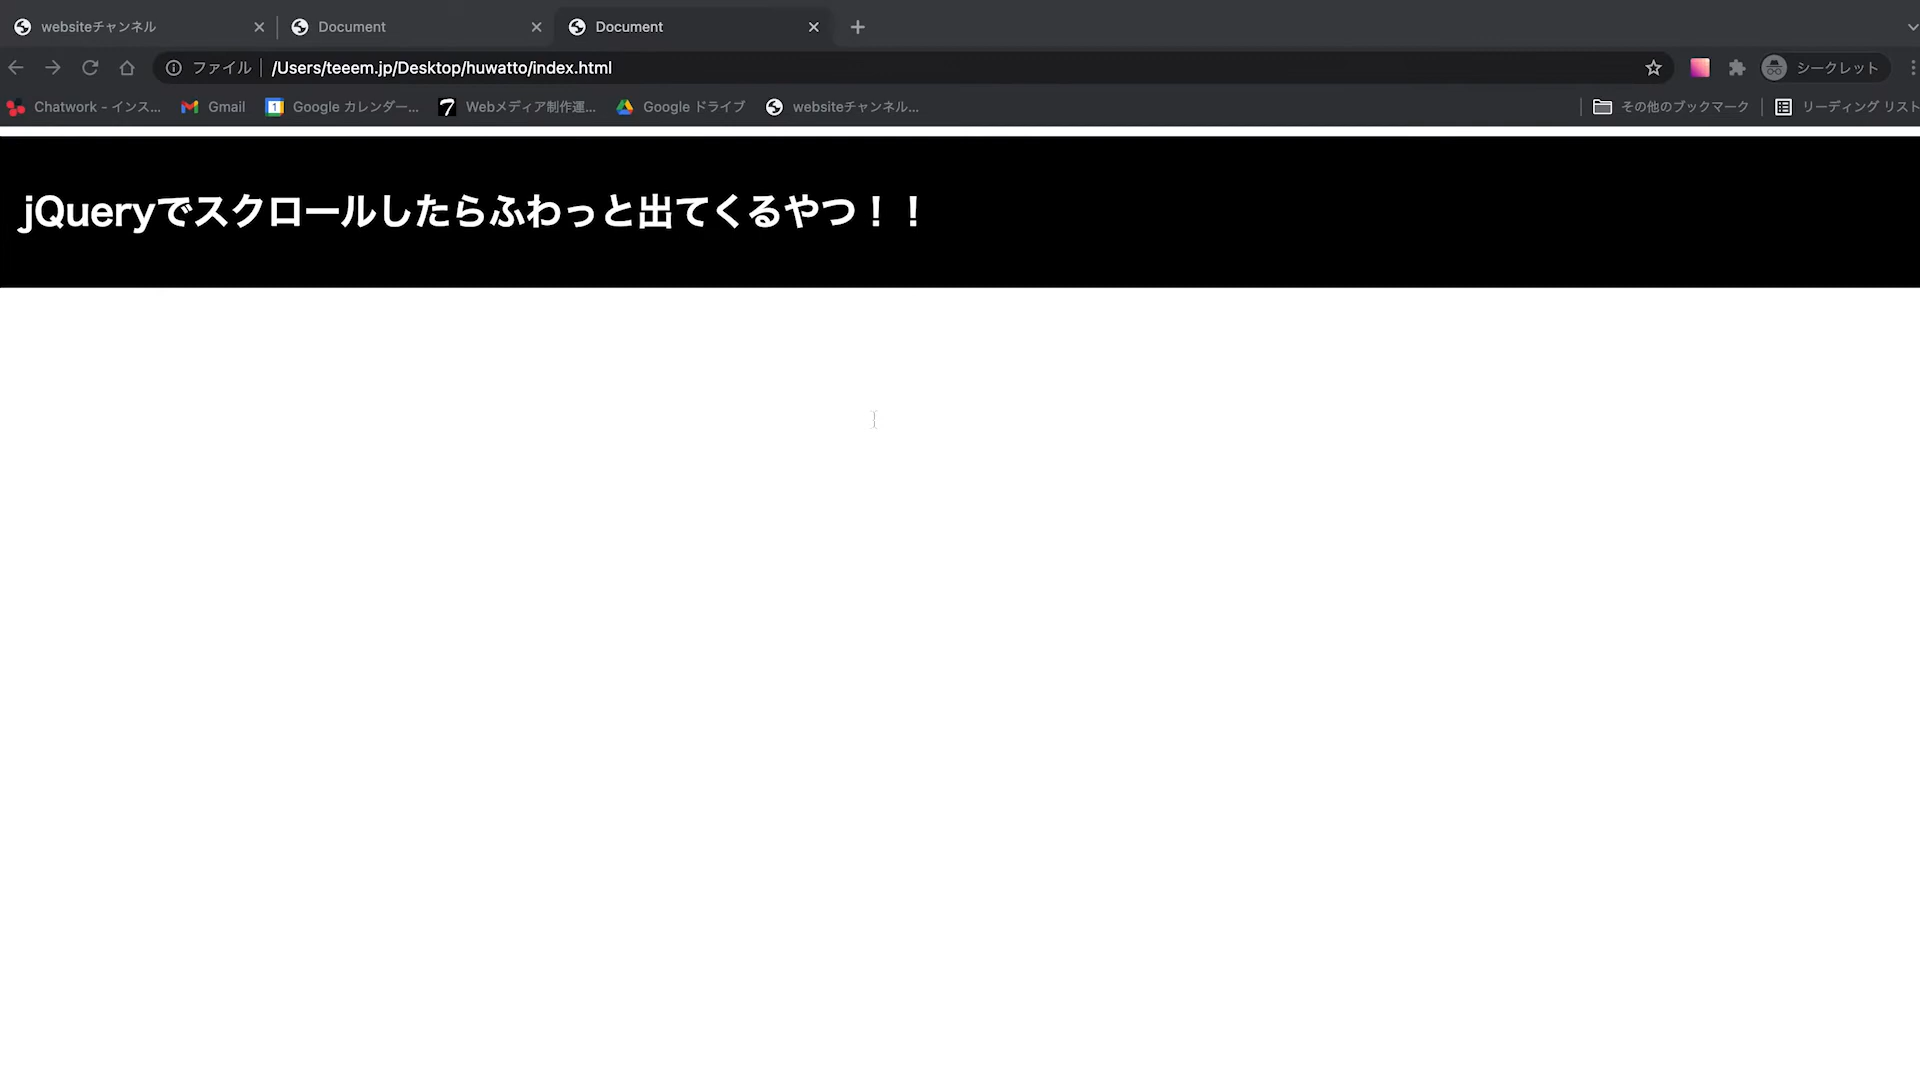 websiteチャンネル
Document
Document
ファイル
/Users/teeem.jp/Desktop/huwatto/index.html
シークレット
Chatwork - インス...
Gmail
Google カレンダー...
Webメディア制作運...
Google ドライブ
websiteチャンネル...
その他のブックマーク
リーディング リスト
jQueryでスクロールしたらふわっと出てくるやつ！！